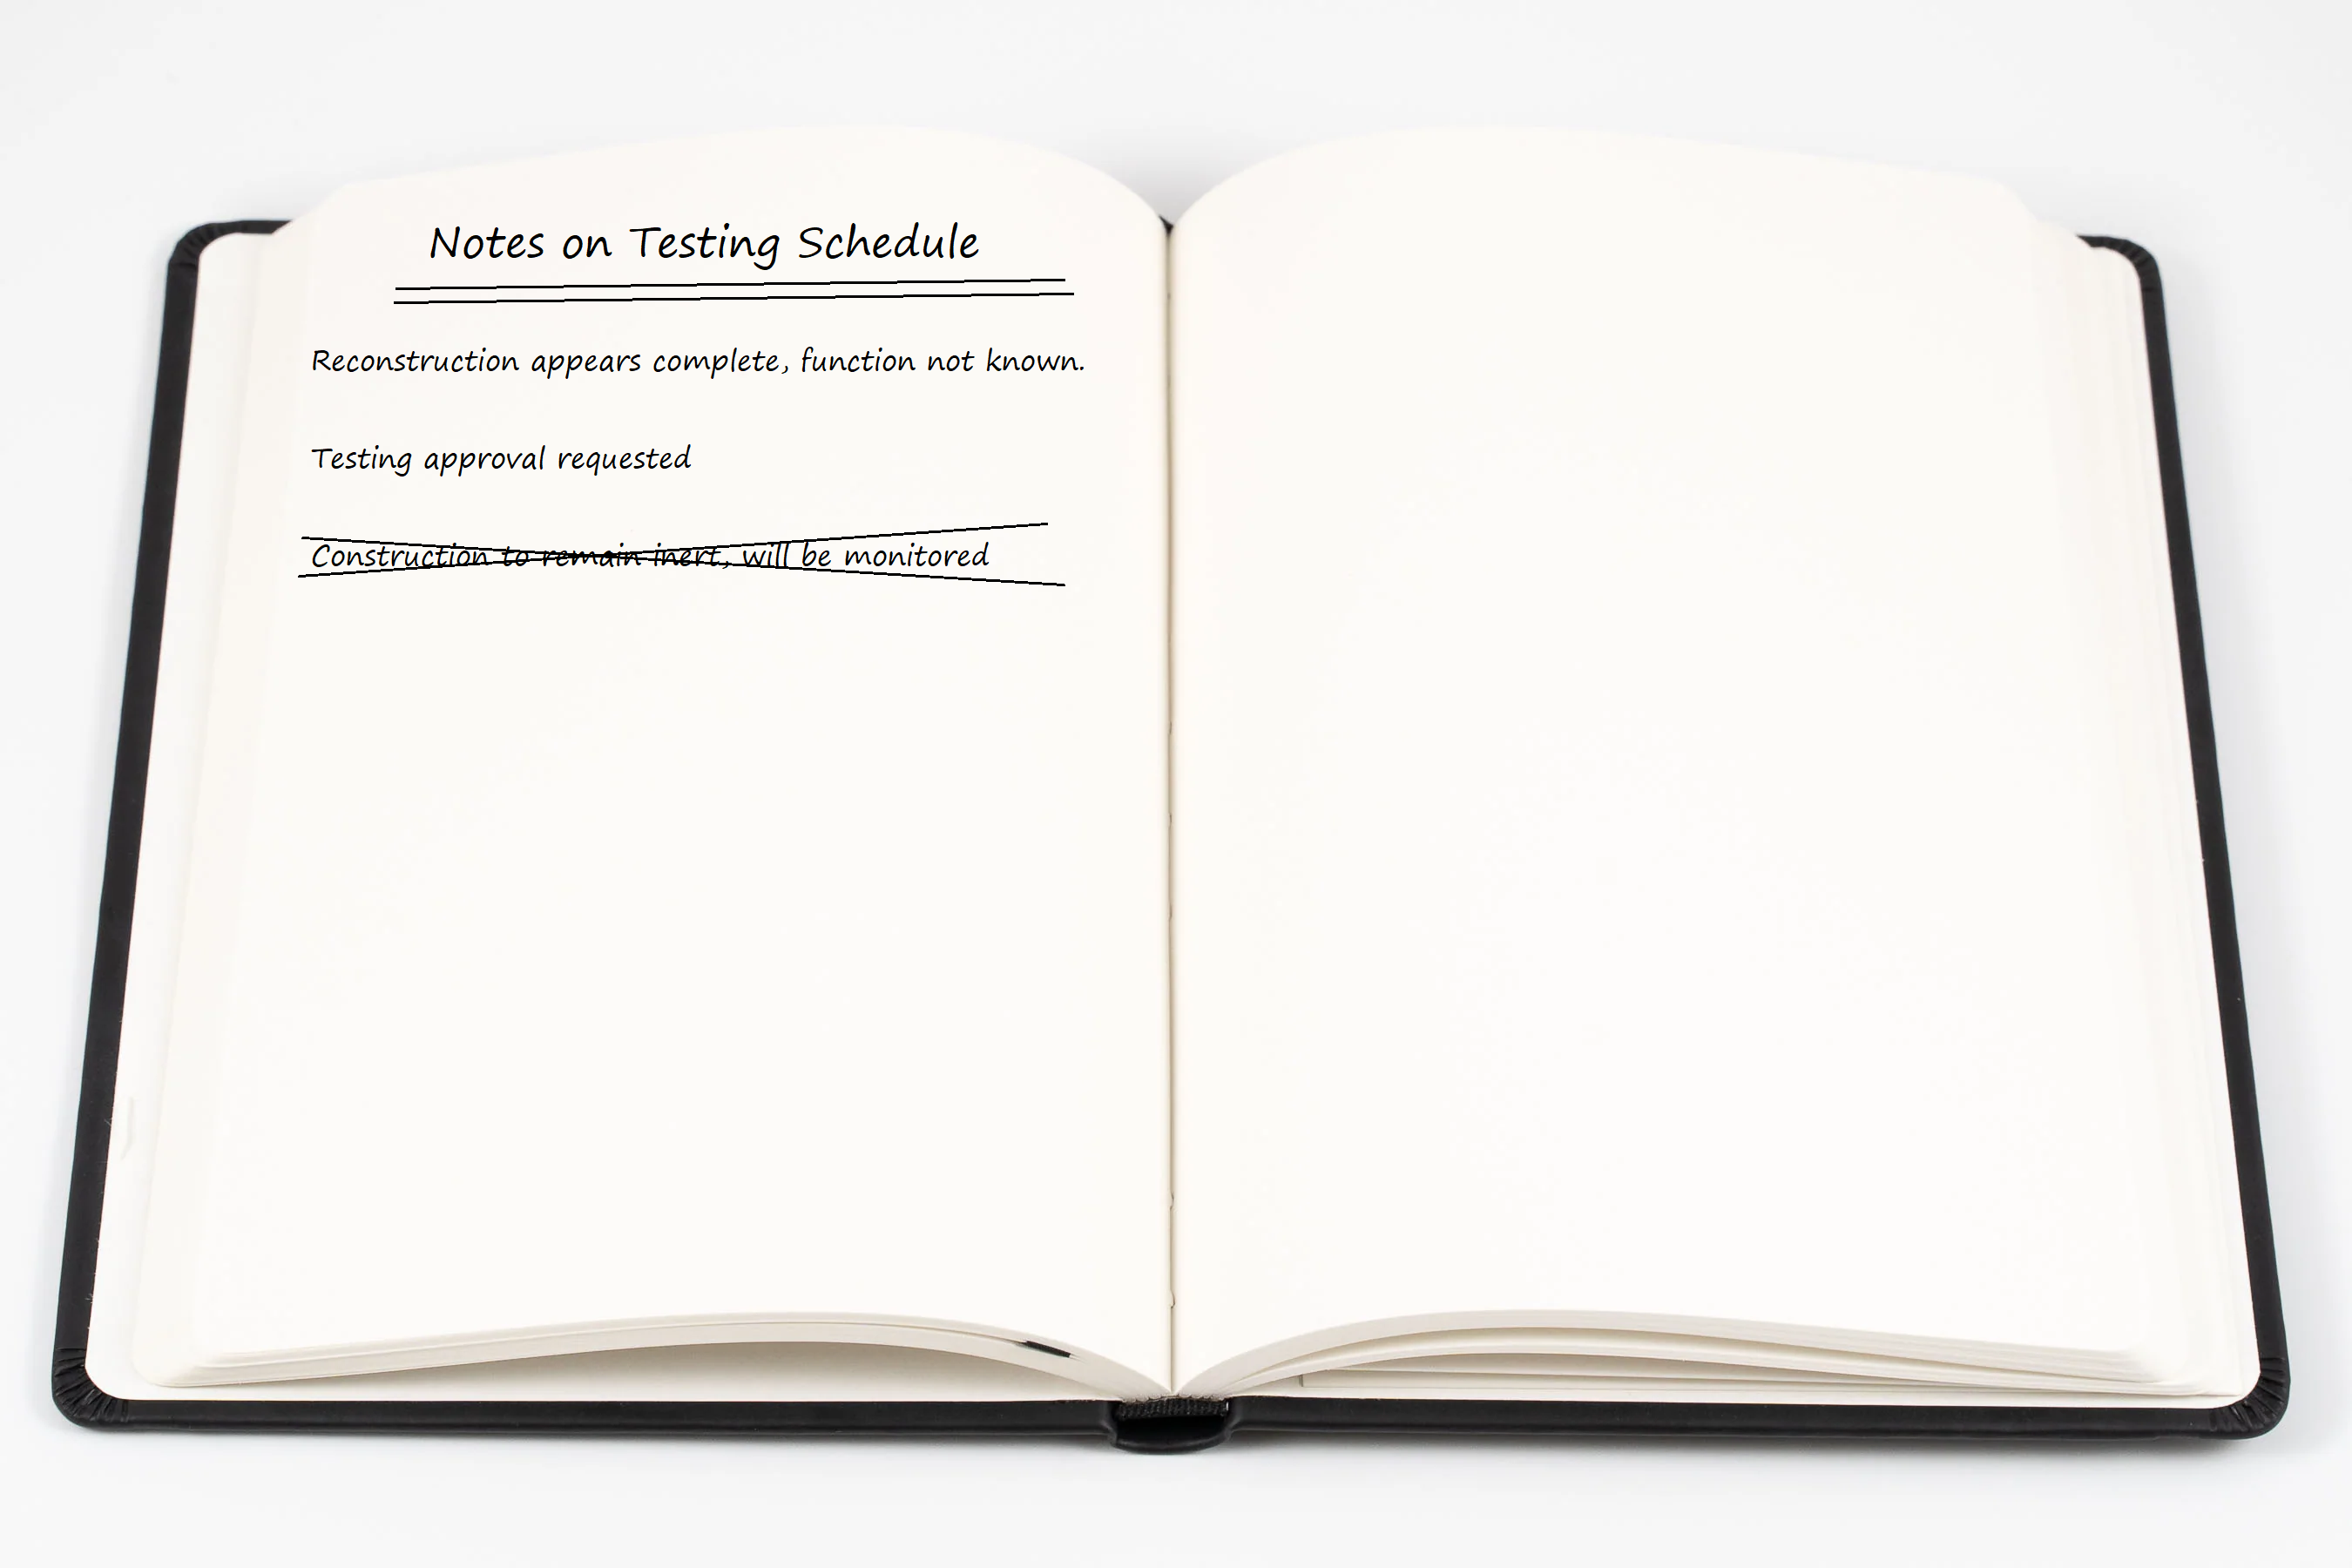 Notes on Testing Schedule
Reconstruction appears complete, function not known.
Testing approval requested
Construction to remain inert, will be monitored